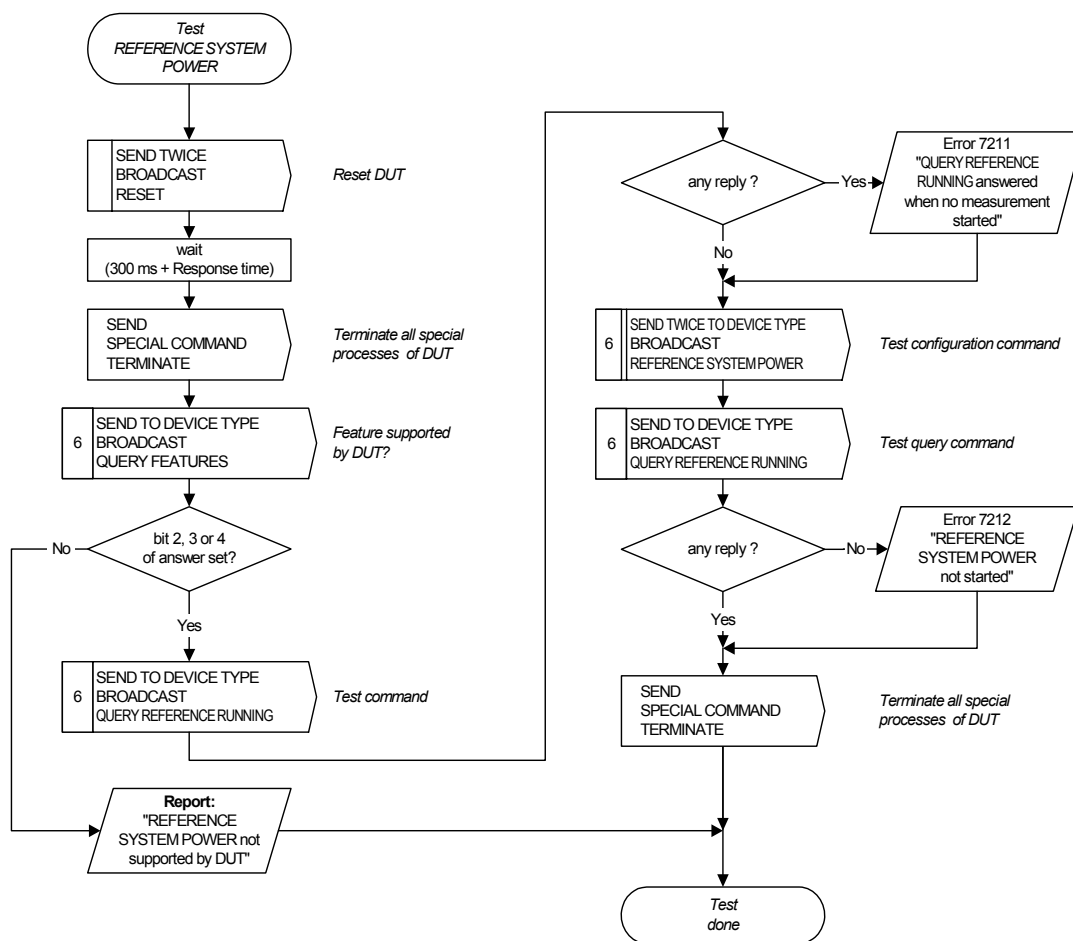 Test
REFERENCE SYSTEM
POWER
SEND TWICE
BROADCAST
RESET
Reset DUT
wait
(300 ms + Response time)
SEND
SPECIAL COMMAND
TERMINATE
Terminate all special
processes of DUT
6
SEND TO DEVICE TYPE
BROADCAST
QUERY FEATURES
Feature supported
by DUT?
bit 2, 3 or 4
of answer set?
No
Yes
6
SEND TO DEVICE TYPE
BROADCAST
QUERY REFERENCE RUNNING
Test command
Report:
"REFERENCE
SYSTEM POWER not
supported by DUT"
any reply ?
Yes
Error 7211
"QUERY REFERENCE
RUNNING answered
when no measurement
started"
No
6
SEND TWICE TO DEVICE TYPE
BROADCAST
REFERENCE SYSTEM POWER
Test configuration command
6
SEND TO DEVICE TYPE
BROADCAST
QUERY REFERENCE RUNNING
Test query command
any reply ?
No
Error 7212
"REFERENCE
SYSTEM POWER
not started"
Yes
SEND
SPECIAL COMMAND
TERMINATE
Terminate all special
processes of DUT
Test
done